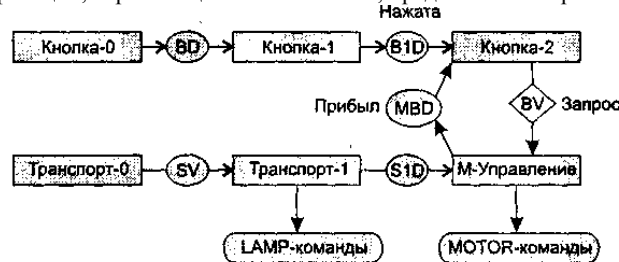 Нажата
Кнопка-0 BD Кнопка-1 B1D Кнопка-2
Прибыл MBD BV Запрос
Транспорт-0 SV Транспорт-1 S1D М-Управление
LAMP-команды MOTOR-команды